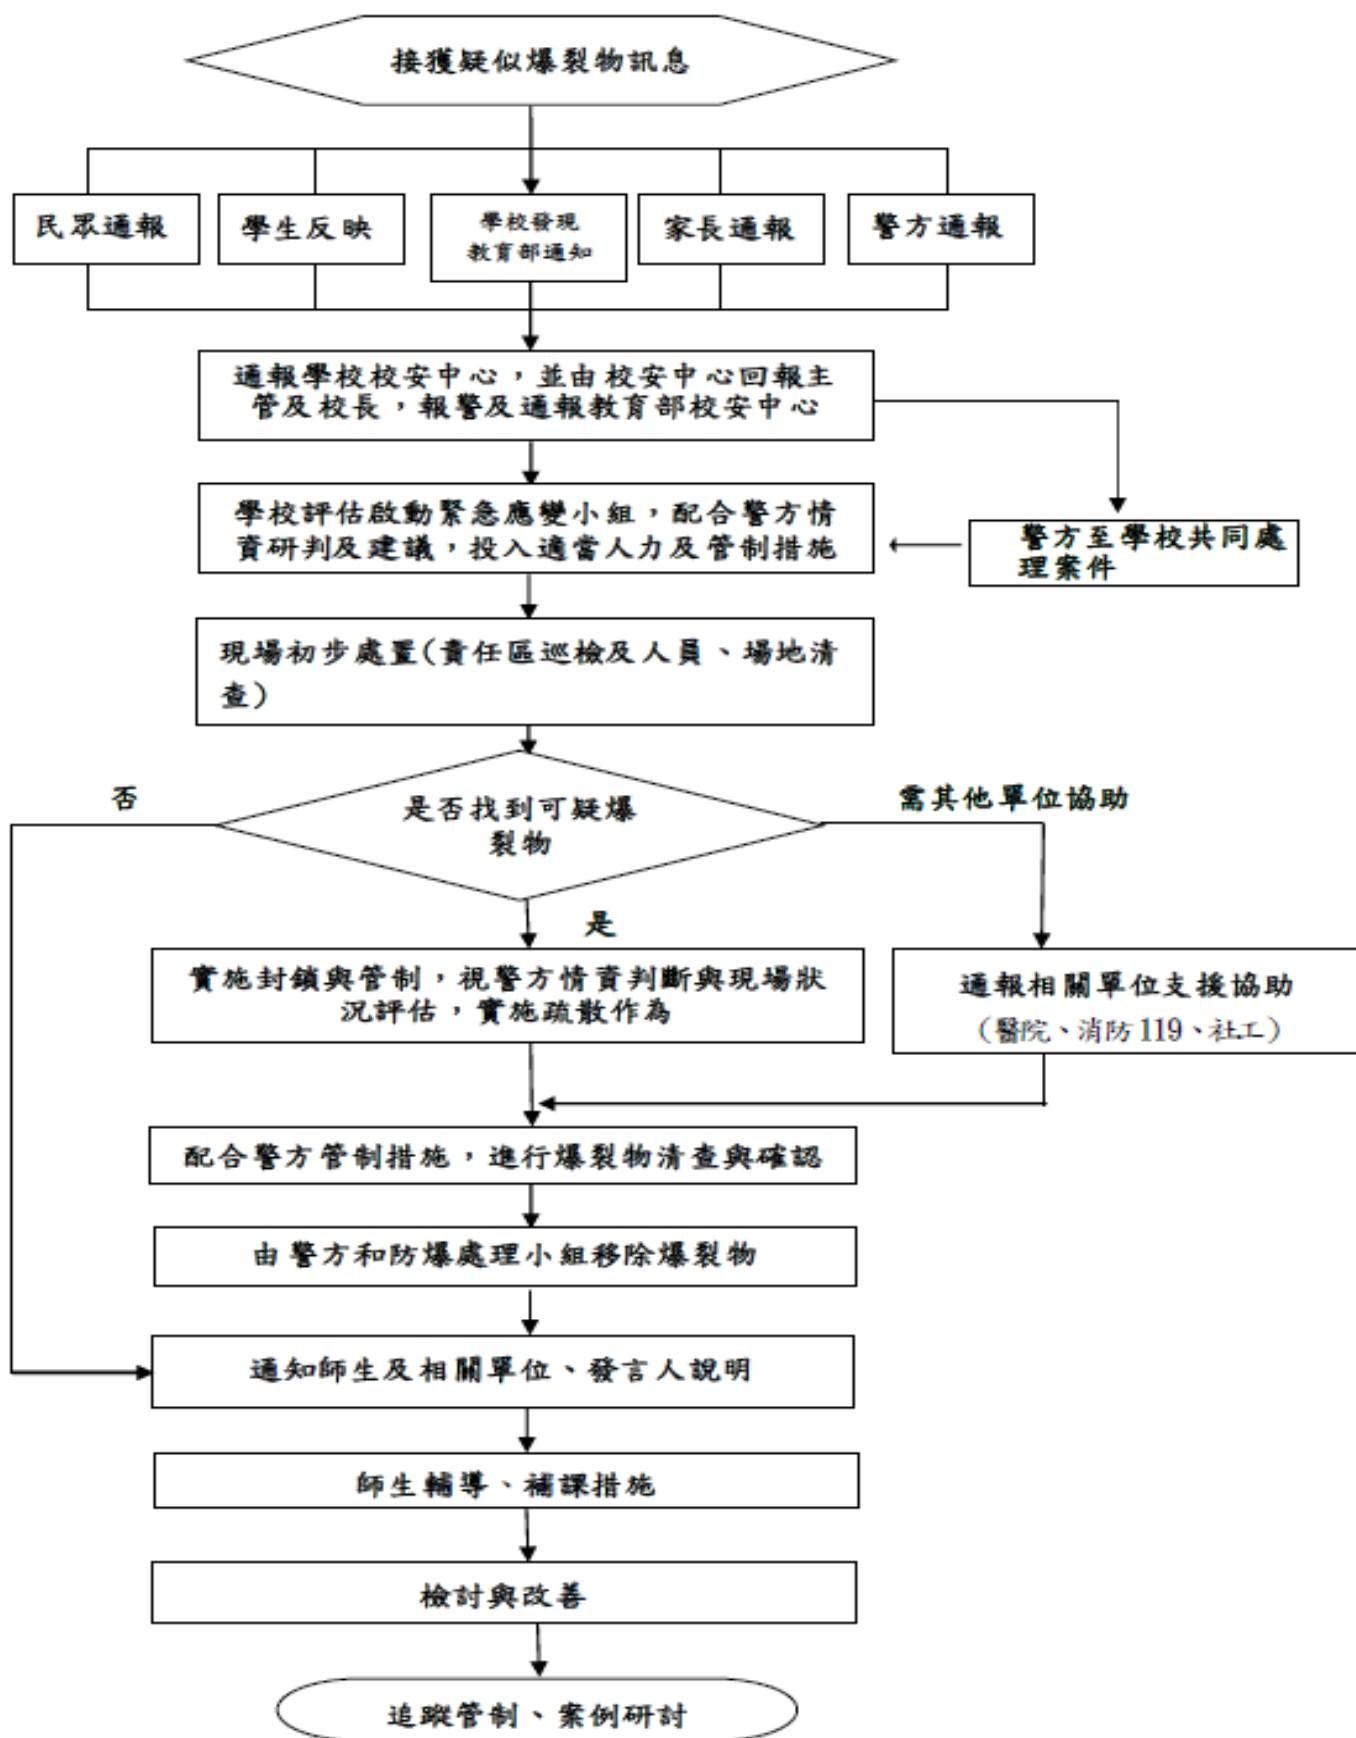 接獲疑似爆裂物訊息
民眾通報
學生反映
學校發現
教育部通知
家長通報
警方通報
通報學校校安中心，並由校安中心回報主
管及校長，報警及通報教育部校安中心
學校評估啟動緊急應變小組，配合警方情
資研判及建議，投入適當人力及管制措施
警方至學校共同處
理案件
現場初步處置(責任區巡檢及人員、場地清
查)
否
是否找到可疑爆
裂物
需其他單位協助
是
實施封鎖與管制，視警方情資判斷與現場狀
況評估，實施疏散作為
通報相關單位支援協助
（醫院、消防119、社工）
配合警方管制措施，進行爆裂物清查與確認
由警方和防爆處理小組移除爆裂物
通知師生及相關單位、發言人說明
師生輔導、補課措施
檢討與改善
追蹤管制、案例研討